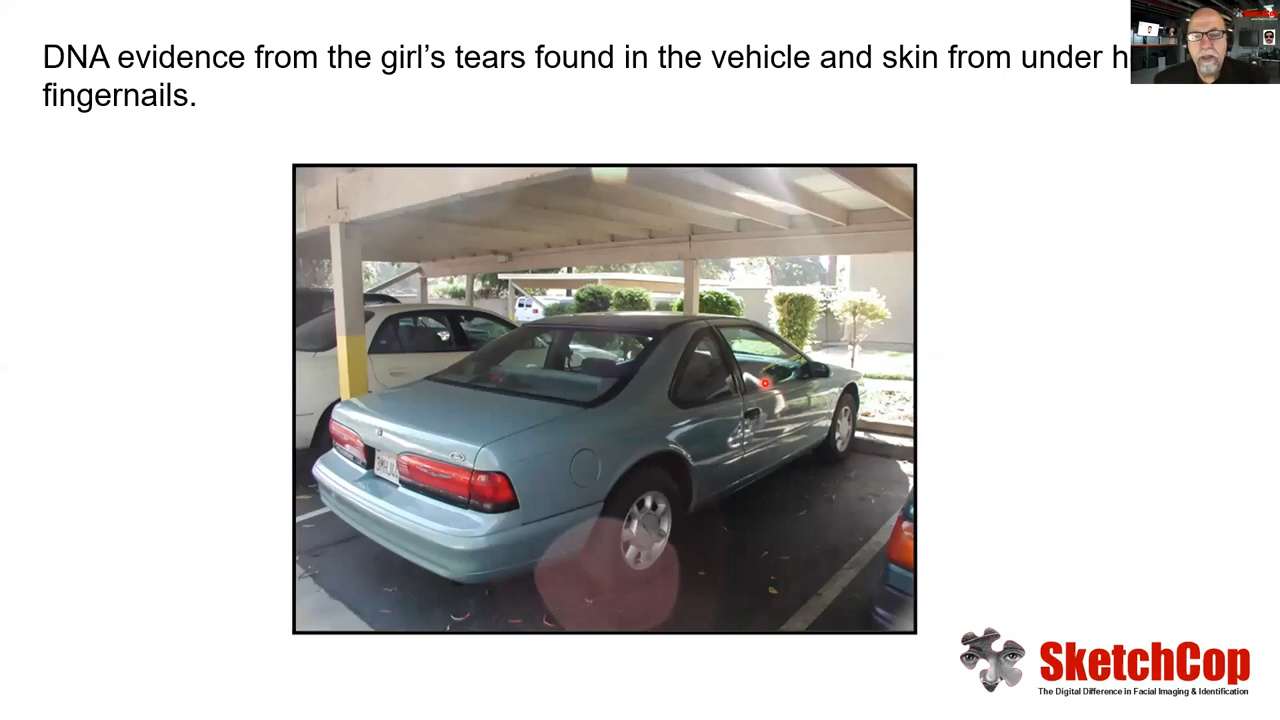 DNA evidence from the girl’s tears found in the vehicle and skin from under
fingernails.
SketchCop
The Digital Difference in Facial Imaging & Identification